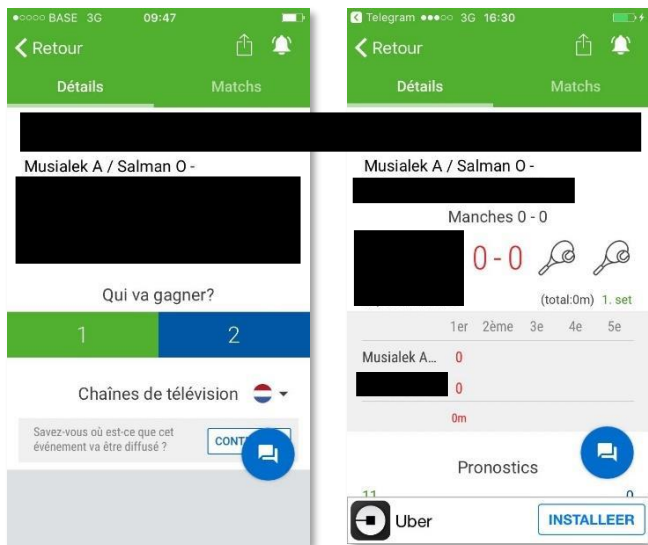 BASE 3G 09:47
Retour
Détails Matchs
Musialek A / Salman O -
Qui va gagner?
1 2
Chaînes de télévision
Savez-vous où est-ce que cet
événement va être diffusé ?
CONT
Telegram 3G 16:30
Retour
Détails Matchs
Musialek A / Salman O -
Manches 0 - 0
0 - 0
(total:0m) 1. set
1er 2ème 3e 4e 5e
Musialek A... 0
0
0m
Pronostics
11 0
Uber INSTALLEER